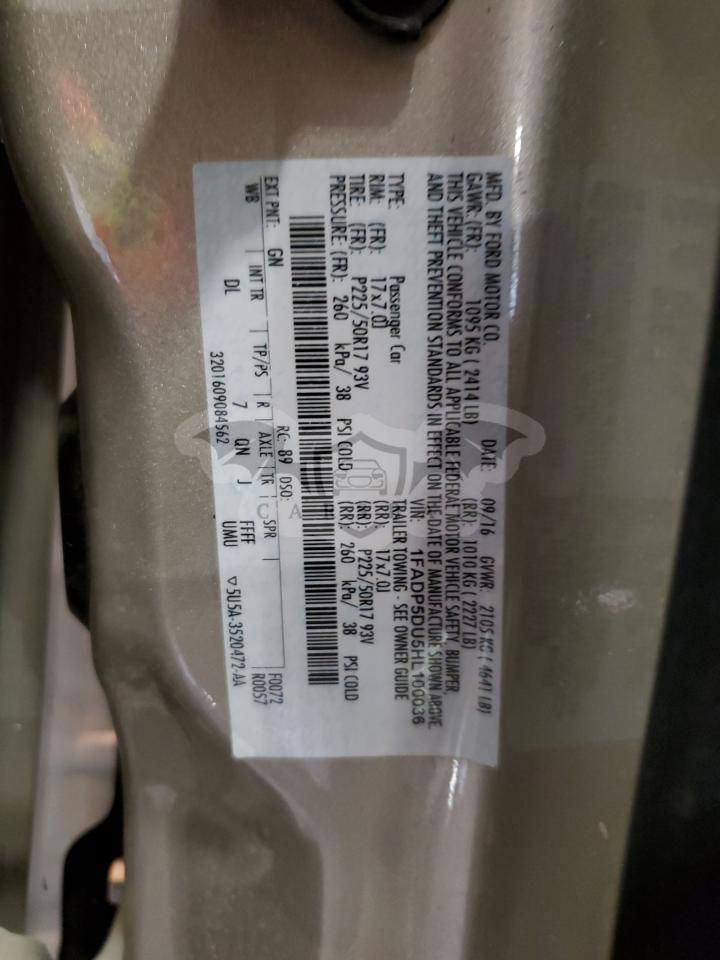 MFD. BY FORD MOTOR CO.
DATE: 09/16 GVWR: 2105 KG ( 4641 LB)
GAWR: (FR): 1095 KG ( 2414 LB) (RR): 1010 KG ( 2227 LB)
THIS VEHICLE CONFORMS TO ALL APPLICABLE FEDERAL MOTOR VEHICLE SAFETY, BUMPER,
AND THEFT PREVENTION STANDARDS IN EFFECT ON THE DATE OF MANUFACTURE SHOWN ABOVE.
VIN: 1FADP5DU5HL100036
TYPE: Passenger Car TRAILER TOWING - SEE OWNER GUIDE
RIM: (FR): 17x7.0J (RR): 17x7.0J
TIRE: (FR): P225/50R17 93V (RR): P225/50R17 93V
PRESSURE: (FR): 260 kPa/ 38 PSI COLD (RR): 260 kPa/ 38 PSI COLD
RC: 89 DSO: F0072
EXT PNT: GN R0057
WB INT TR TP/PS R AXLE TR SPR
DL 7 QN J FFFF UMU
3201609084562 ▽5U5A-3520472-AA